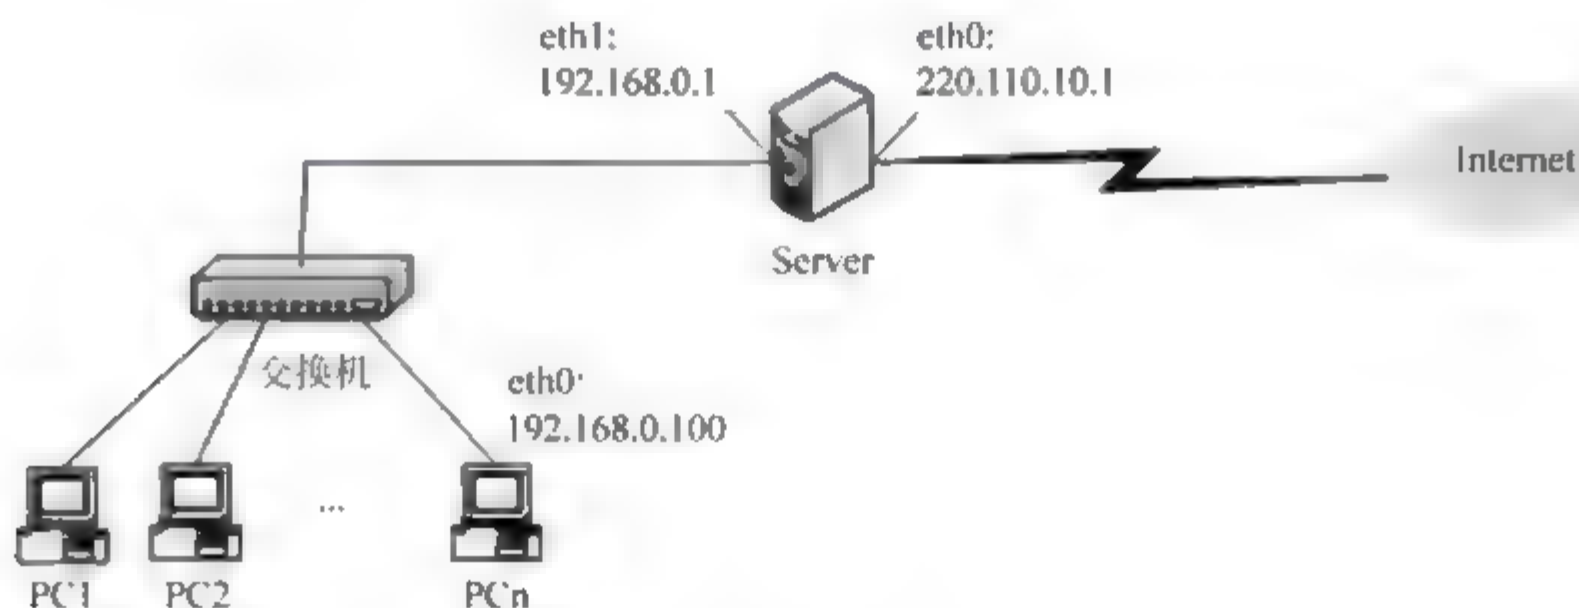 eth1:
192.168.0.1
eth0:
220.110.10.1
Internet
Server
交换机
eth0:
192.168.0.100
...
PC1
PC2
PCn